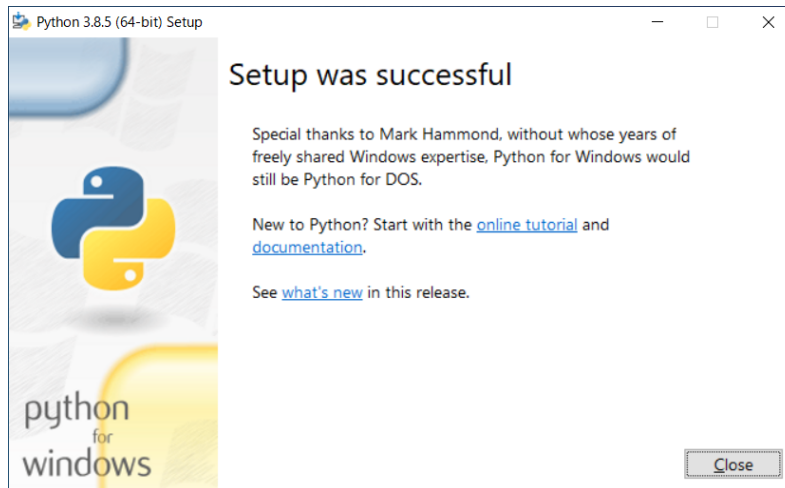 Python 3.8.5 (64-bit) Setup
Setup was successful
Special thanks to Mark Hammond, without whose years of
freely shared Windows expertise, Python for Windows would
still be Python for DOS.
New to Python? Start with the online tutorial and
documentation.
See what's new in this release.
python
for
windows
Close